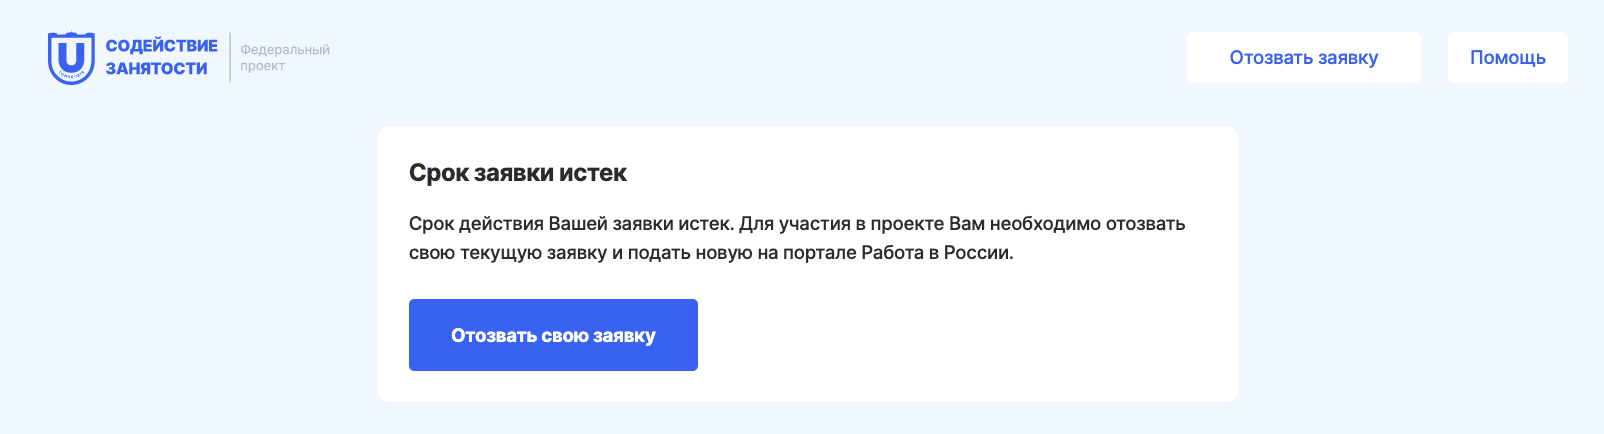 СОДЕЙСТВИЕ
ЗАНЯТОСТИ
Федеральный
проект
Отозвать заявку
Помощь
Срок заявки истек
Срок действия Вашей заявки истек. Для участия в проекте Вам необходимо отозвать
свою текущую заявку и подать новую на портале Работа в России.
Отозвать свою заявку